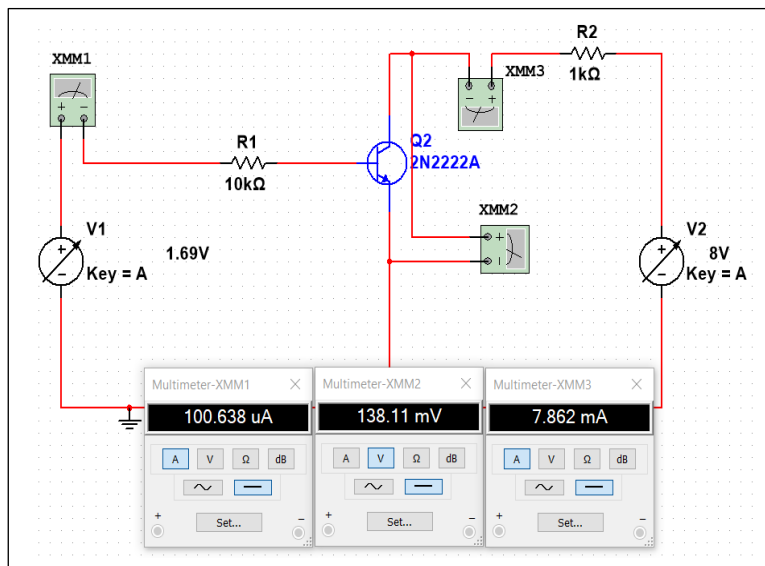 XMM1
+ −
R1
10kΩ
V1
+
−
Key = A
1.69V
Q2
2N2222A
XMM3
− +
R2
1kΩ
XMM2
+
−
V2
+
−
8V
Key = A
Multimeter-XMM1 ×
100.638 uA
A V Ω dB
+ Set... −
Multimeter-XMM2 ×
138.11 mV
A V Ω dB
+ Set... −
Multimeter-XMM3 ×
7.862 mA
A V Ω dB
+ Set... −